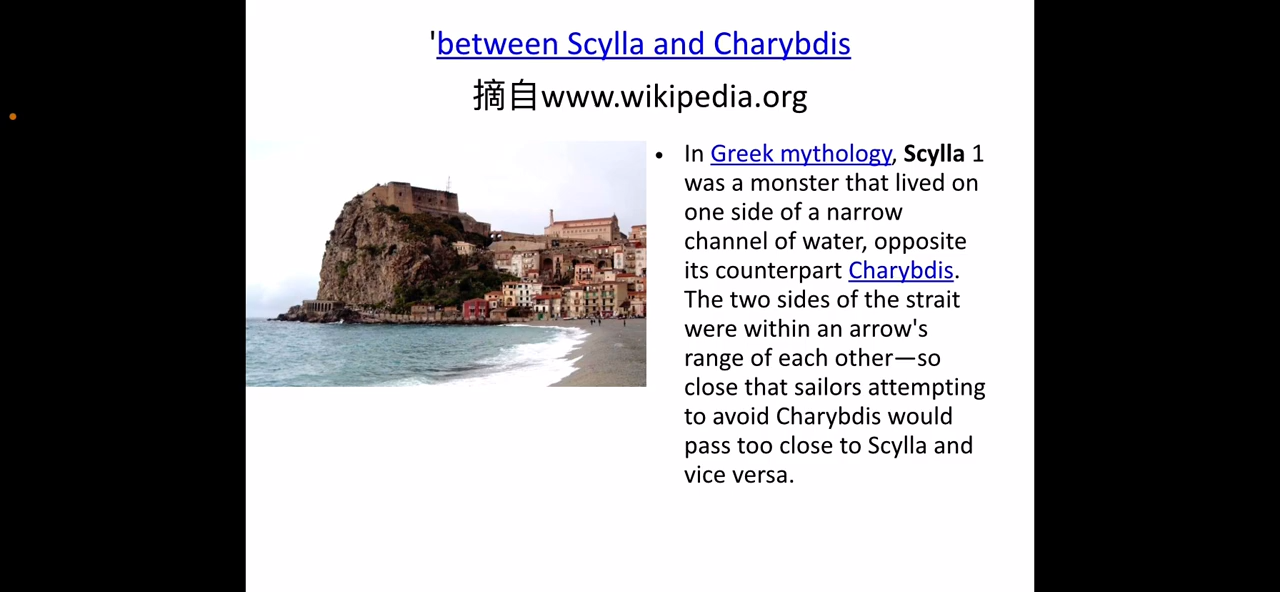 'between Scylla and Charybdis
摘自www.wikipedia.org
• In Greek mythology, Scylla 1
was a monster that lived on
one side of a narrow
channel of water, opposite
its counterpart Charybdis.
The two sides of the strait
were within an arrow's
range of each other—so
close that sailors attempting
to avoid Charybdis would
pass too close to Scylla and
vice versa.